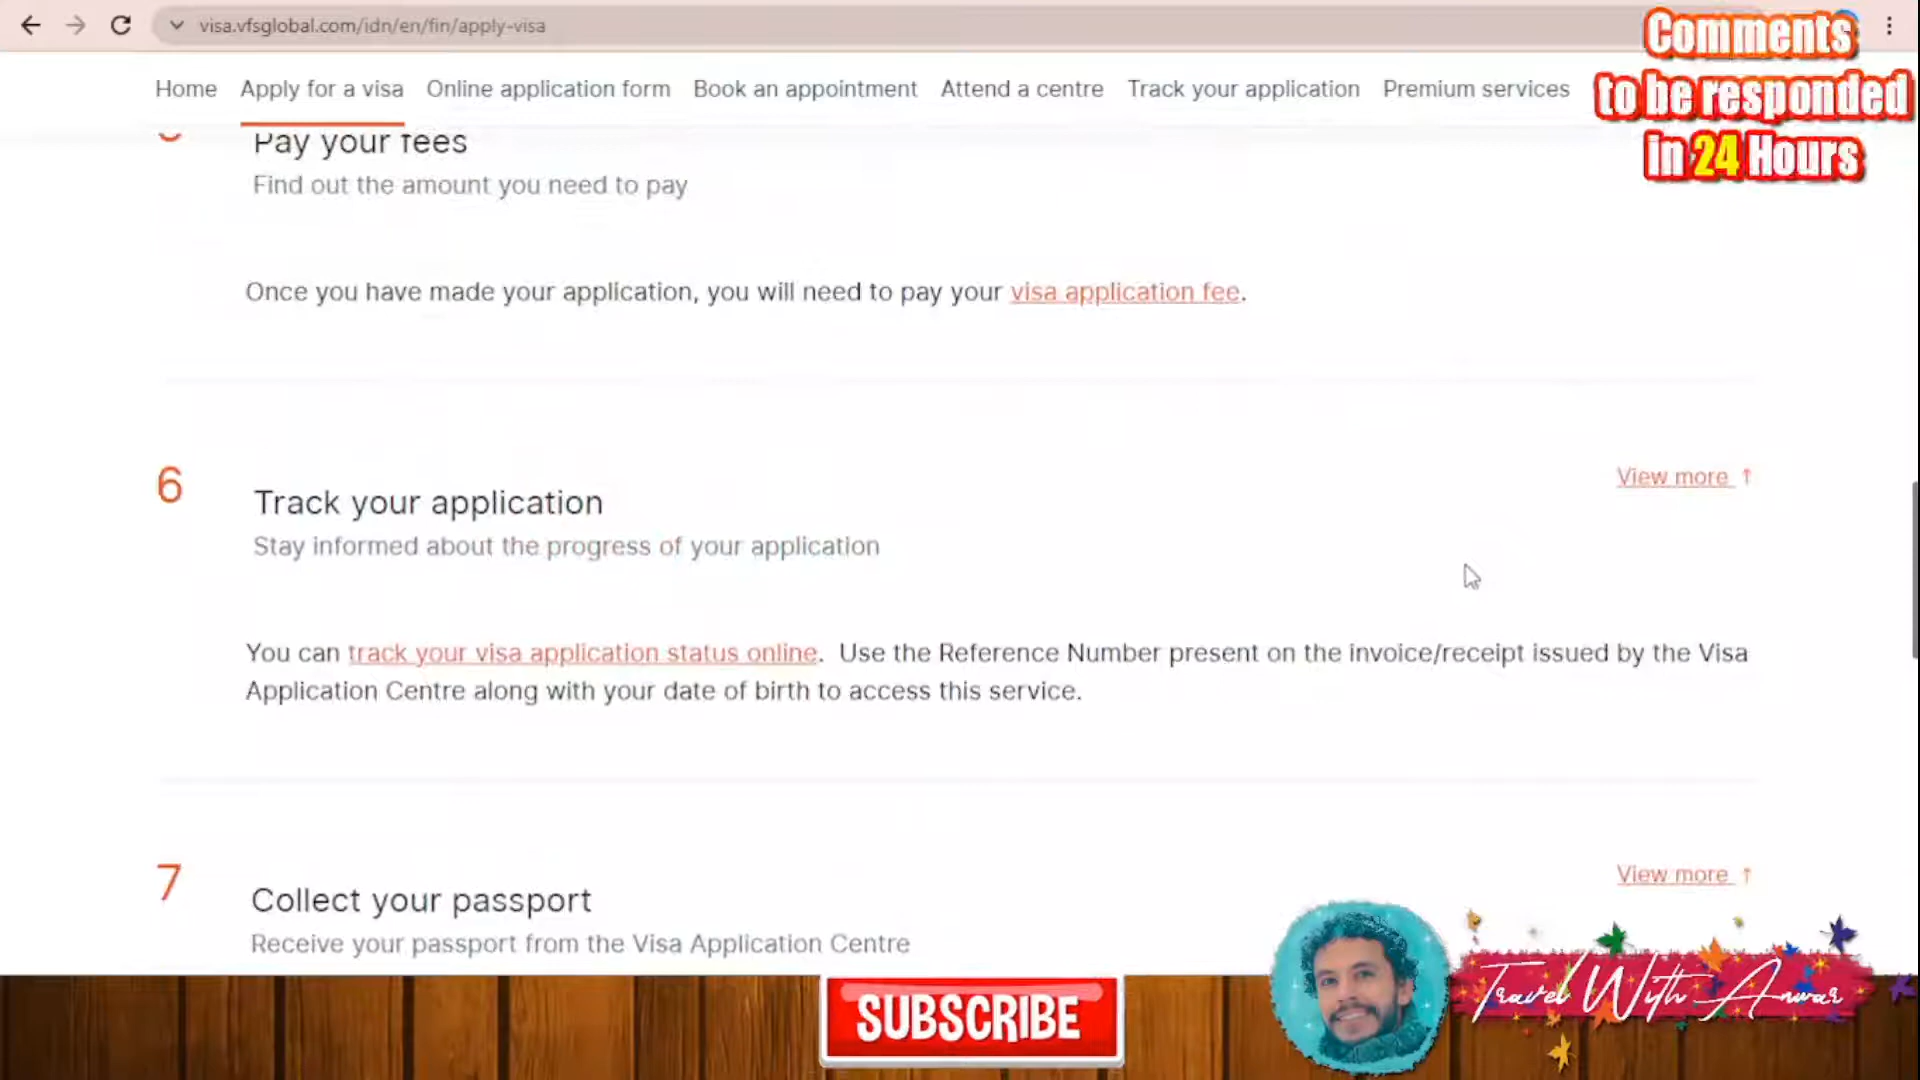 visa.vfsglobal.com/idn/en/fin/apply-visa
Comments
to be responded
in 24 Hours
Home Apply for a visa Online application form Book an appointment Attend a centre Track your application Premium services
Pay your fees
Find out the amount you need to pay
Once you have made your application, you will need to pay your visa application fee.
6
View more ↑
Track your application
Stay informed about the progress of your application
You can track your visa application status online. Use the Reference Number present on the invoice/receipt issued by the Visa
Application Centre along with your date of birth to access this service.
7
View more ↑
Collect your passport
Receive your passport from the Visa Application Centre
SUBSCRIBE
Travel With Anwar